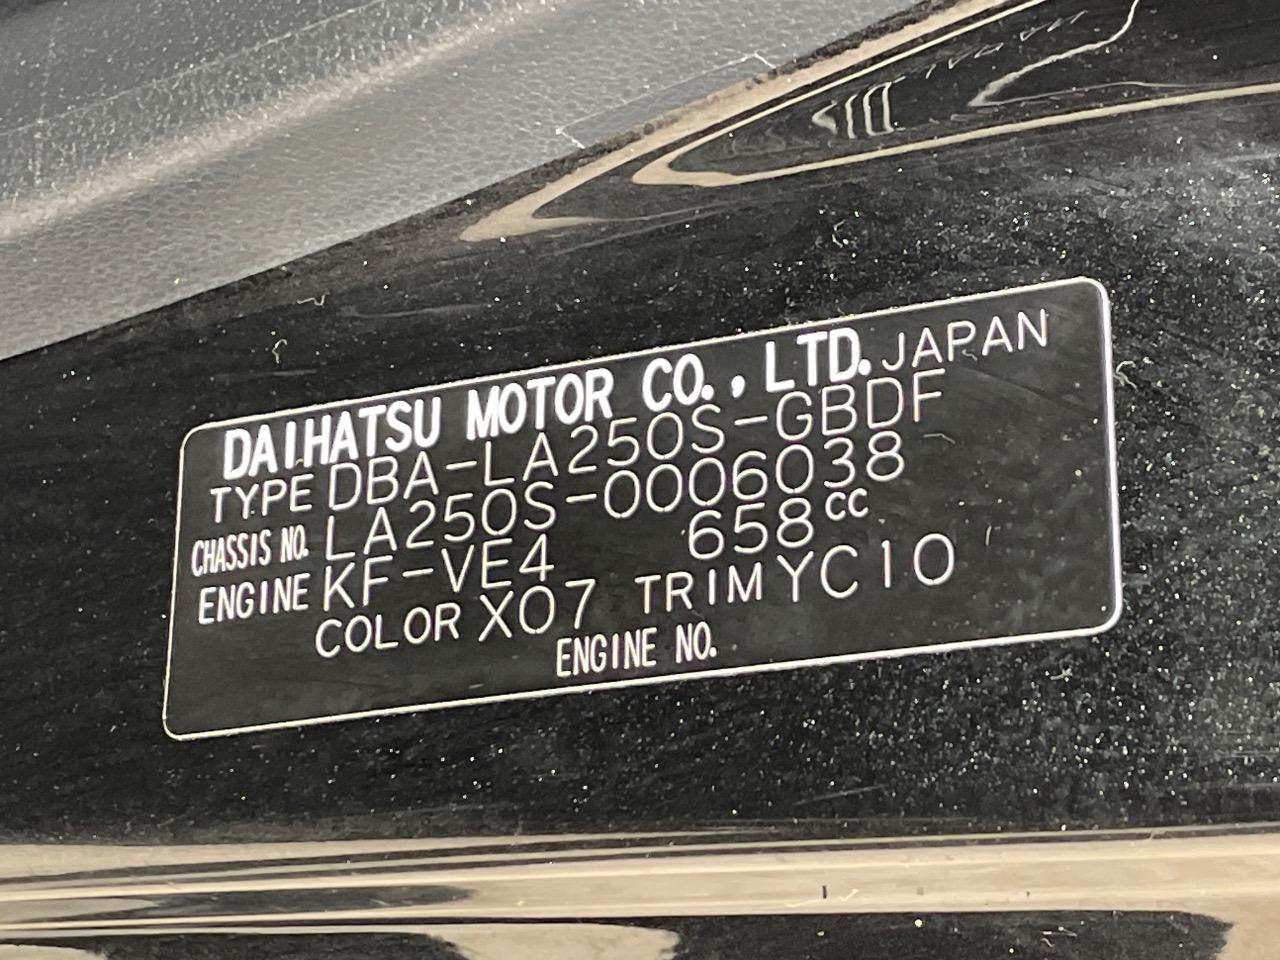 DAIHATSU MOTOR CO., LTD. JAPAN
TYPE DBA-LA250S-GBDF
CHASSIS NO. LA250S-0006038
ENGINE KF-VE4 658cc
COLOR X07 TRIM YC10
ENGINE NO.